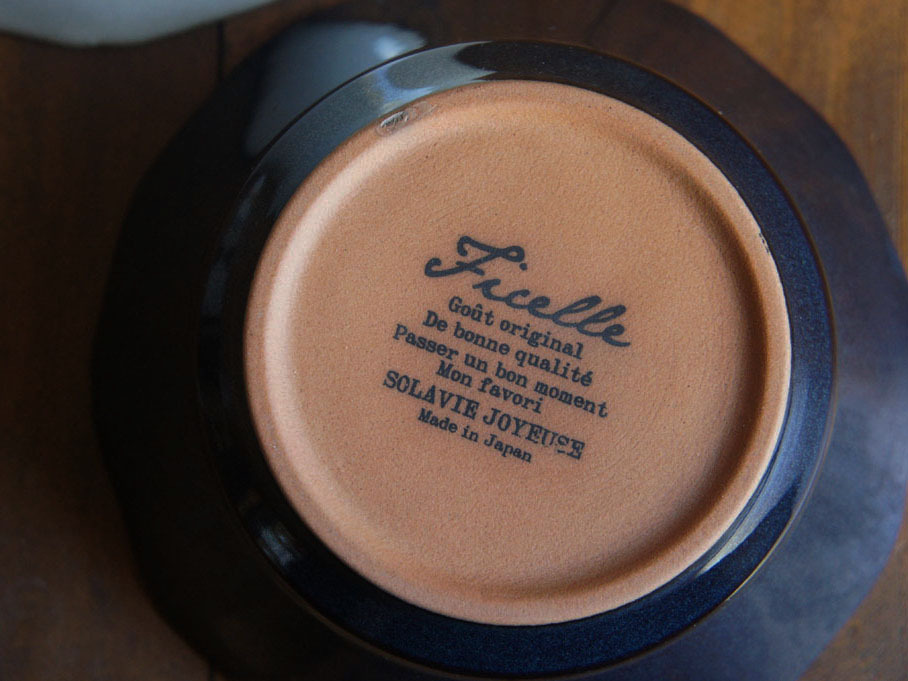 Ficelle
Goût original
De bonne qualité
Passer un bon moment
Mon favori
SOLAVIE JOYEUSE
Made in Japan